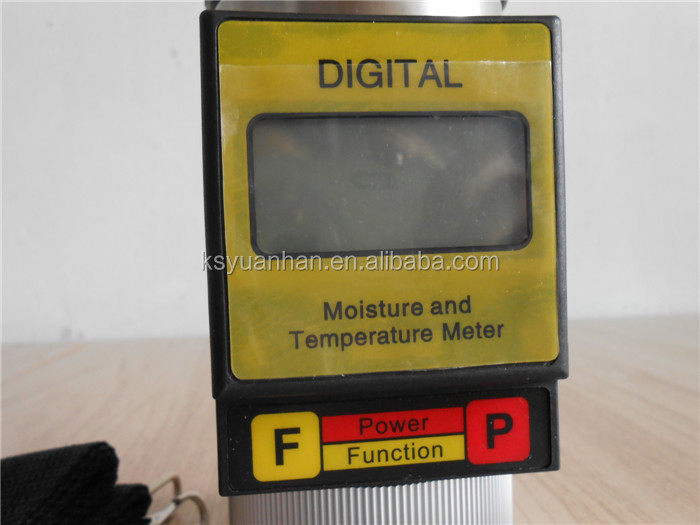 DIGITAL
ksyuanhan.en.alibaba.com
Moisture and
Temperature Meter
F Power P
Function